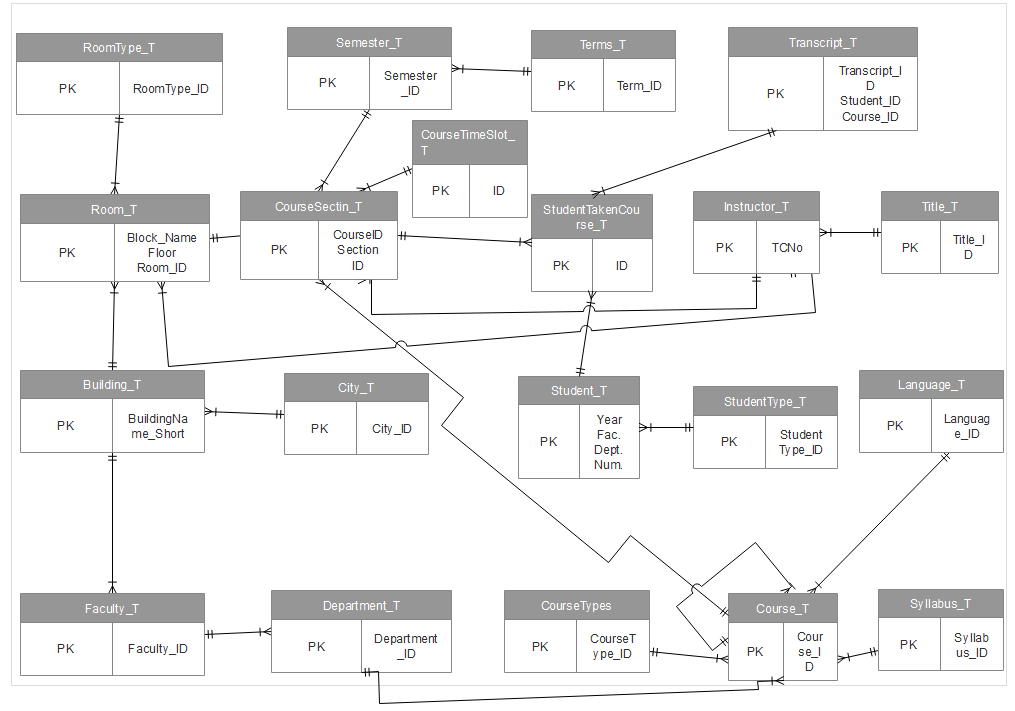 RoomType_T
PK
RoomType_ID
Semester_T
PK
Semester
_ID
Terms_T
PK
Term_ID
Transcript_T
PK
Transcript_I
D
Student_ID
Course_ID
CourseTimeSlot_
T
PK
ID
Room_T
PK
Block_Name
Floor
Room_ID
CourseSectin_T
PK
CourseID
Section
ID
StudentTakenCou
rse_T
PK
ID
Instructor_T
PK
TCNo
Title_T
PK
Title_I
D
Building_T
PK
BuildingNa
me_Short
City_T
PK
City_ID
Student_T
PK
Year
Fac.
Dept.
Num.
StudentType_T
PK
Student
Type_ID
Language_T
PK
Languag
e_ID
Faculty_T
PK
Faculty_ID
Department_T
PK
Department
_ID
CourseTypes
PK
CourseT
ype_ID
Course_T
PK
Cour
se_I
D
Syllabus_T
PK
Syllab
us_ID